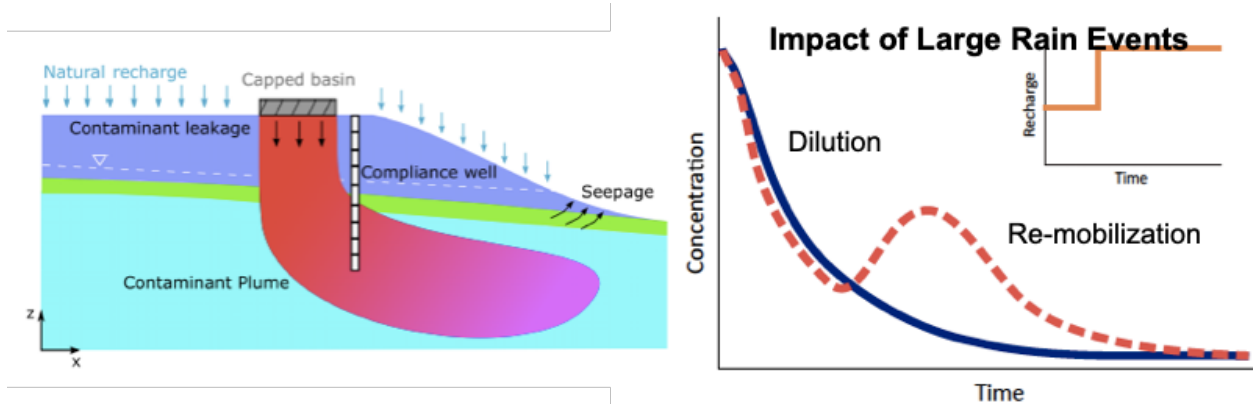 Natural recharge
Capped basin
Contaminant leakage
Compliance well
Seepage
Contaminant Plume
z
x
Impact of Large Rain Events
Recharge
Time
Dilution
Re-mobilization
Concentration
Time